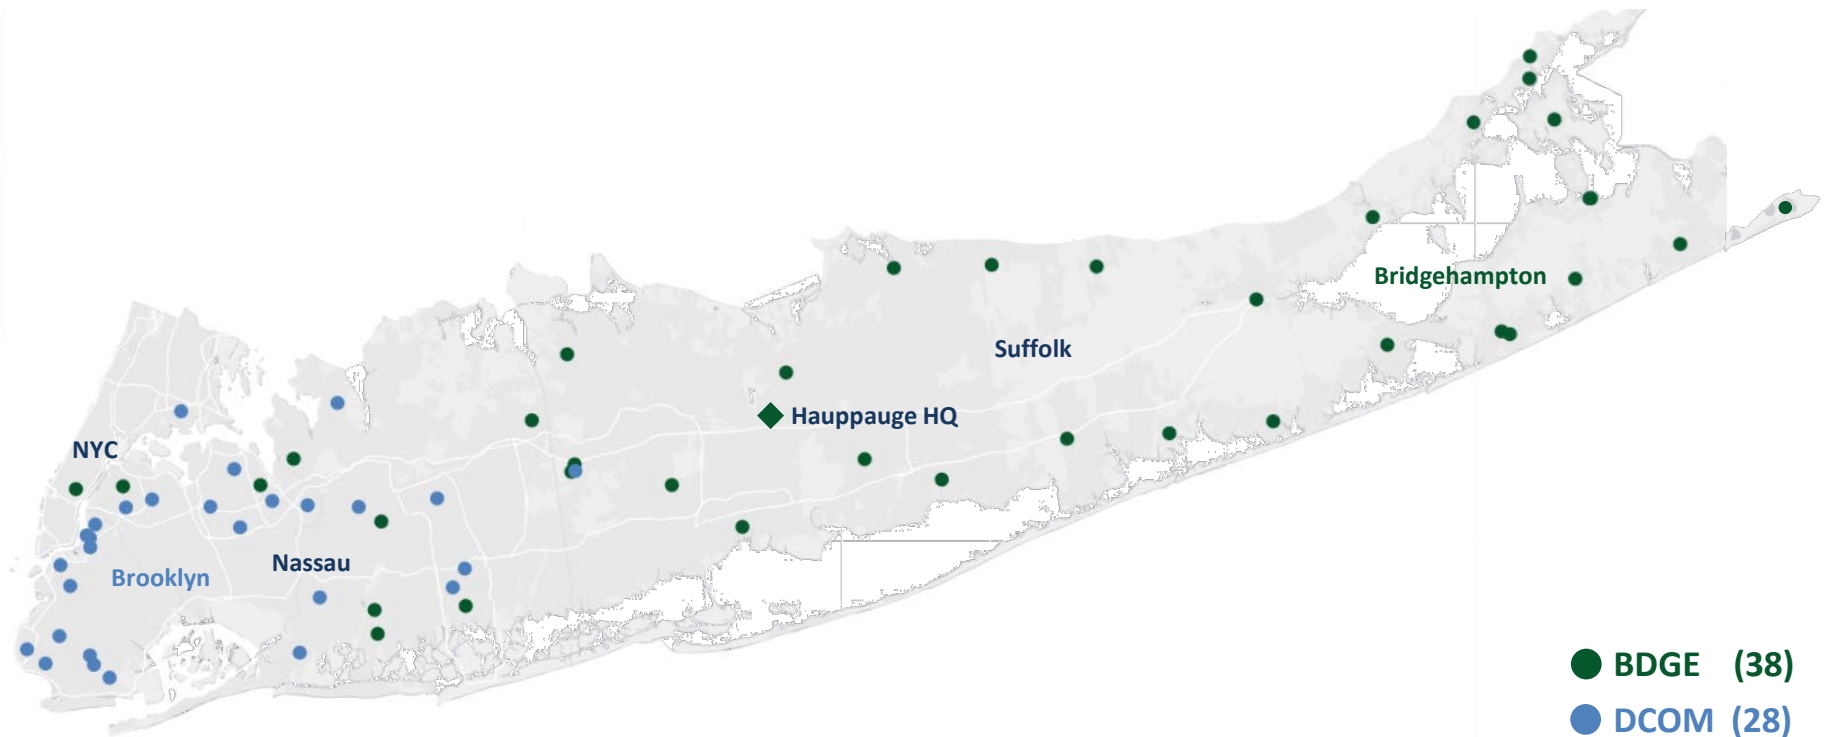 Bridgehampton
Suffolk
Hauppauge HQ
NYC
Nassau
Brooklyn
BDGE (38)
DCOM (28)